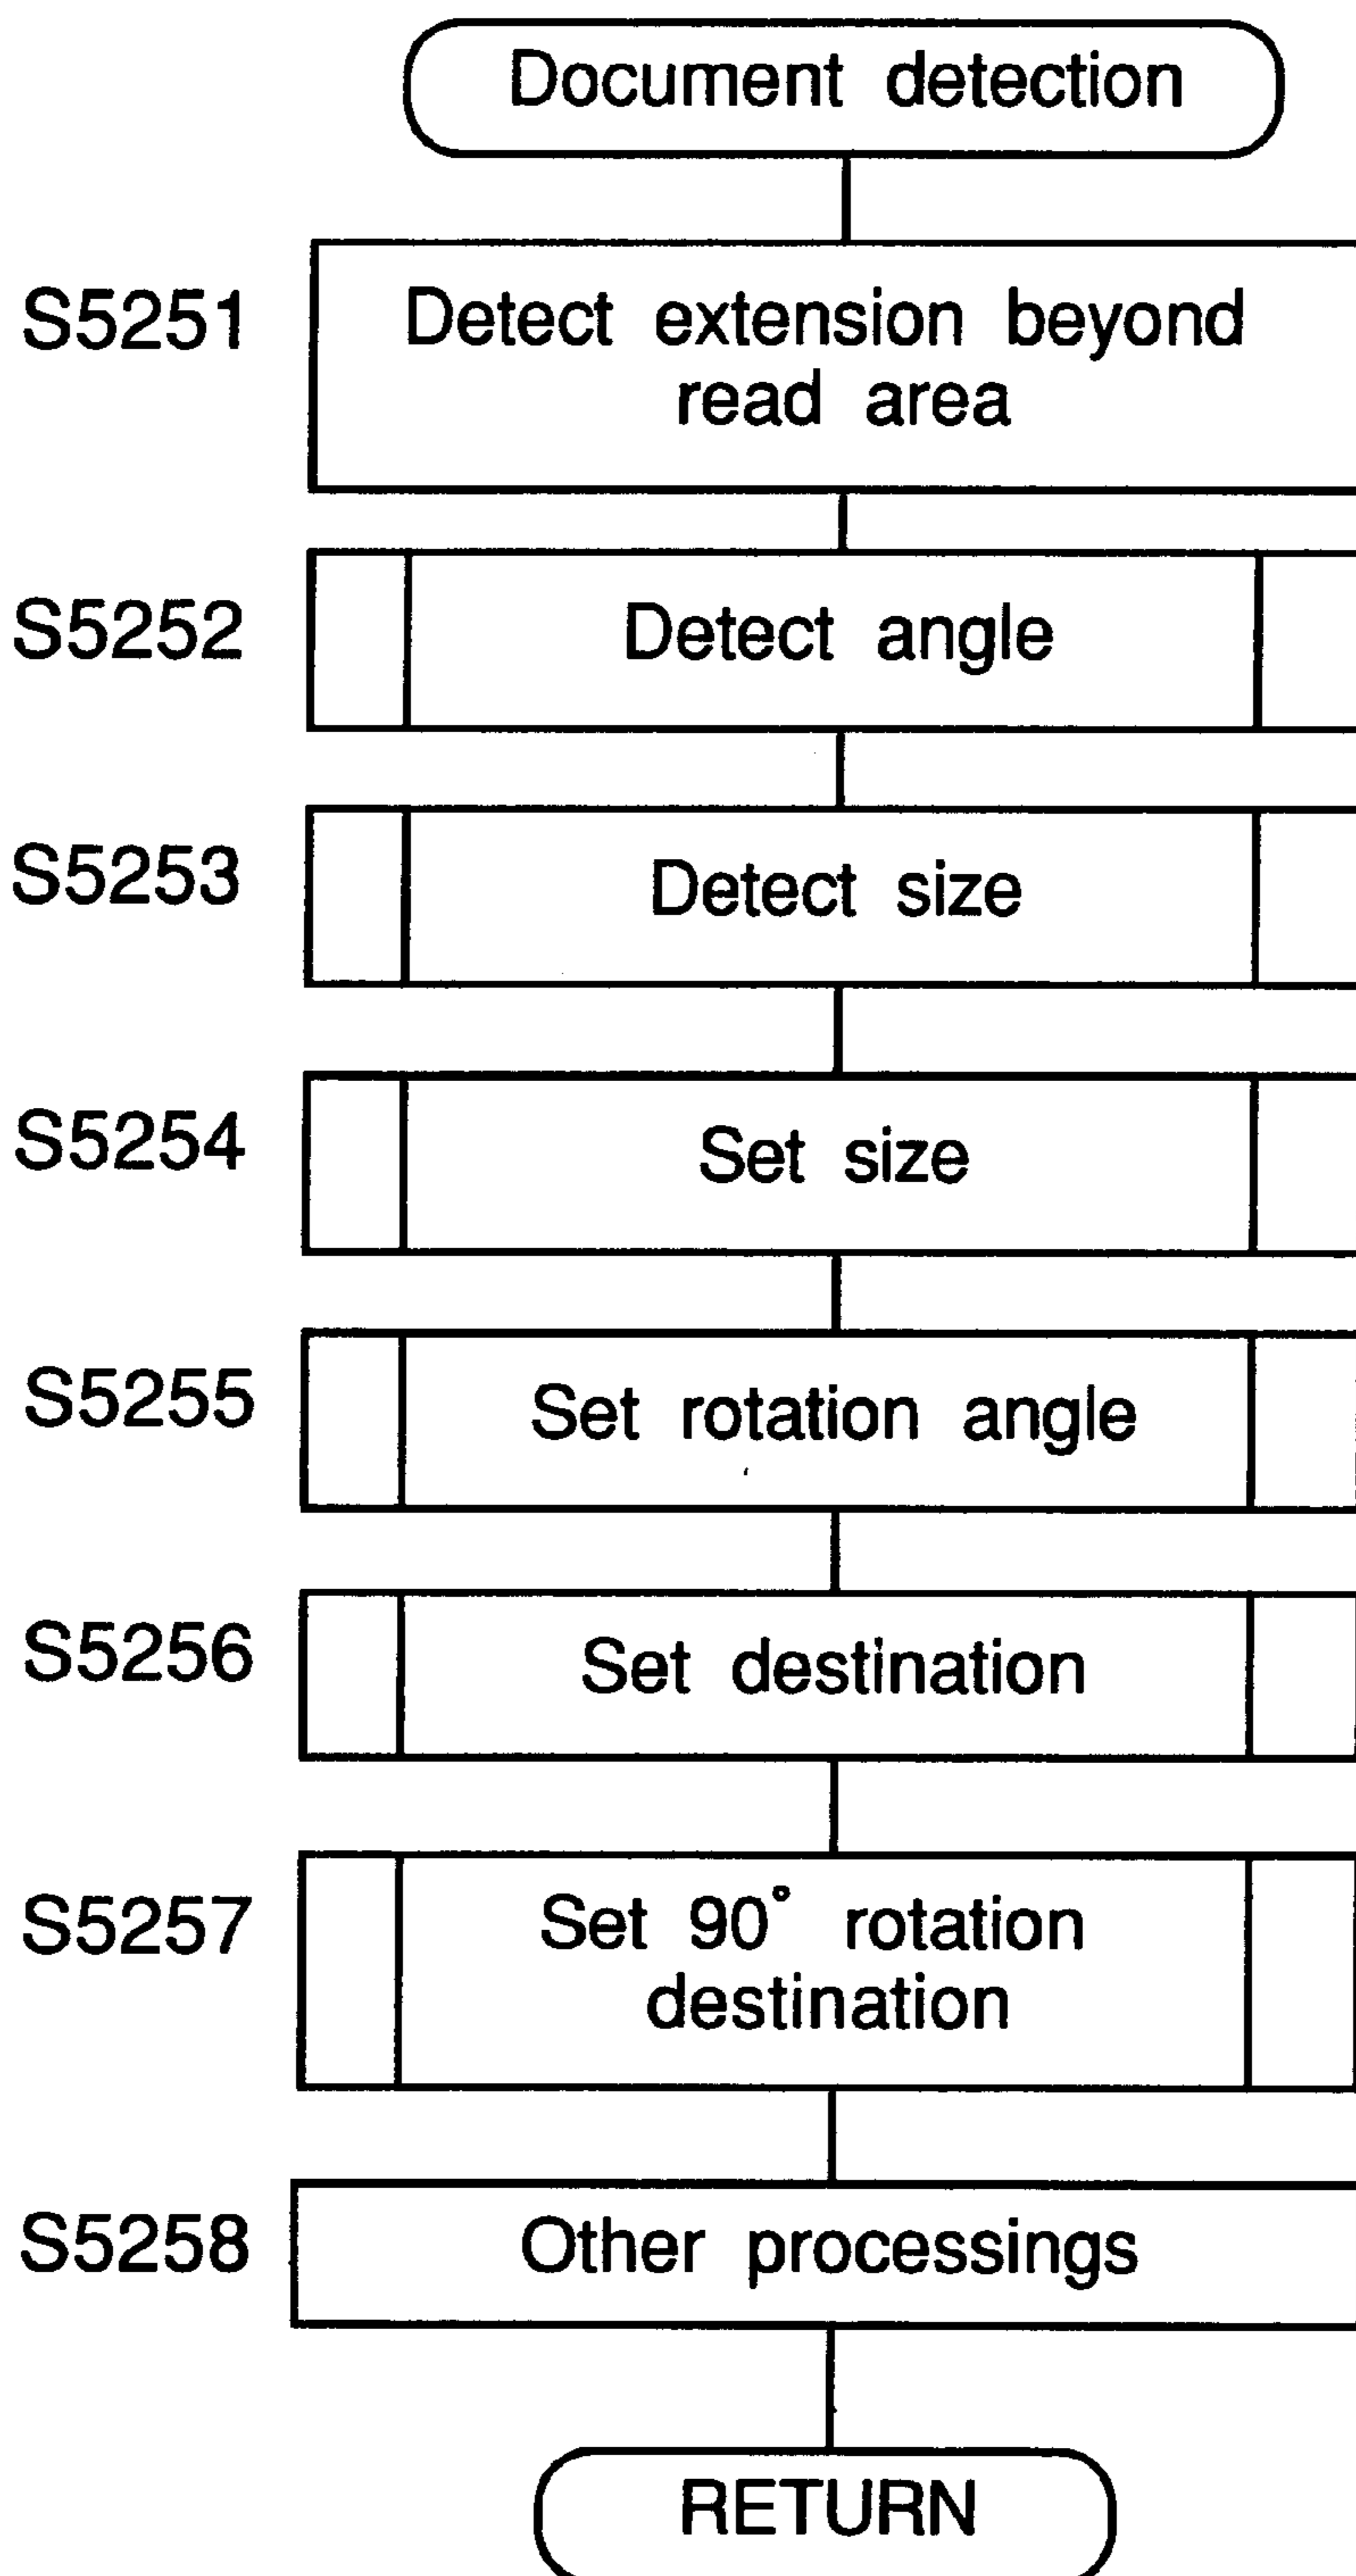 Document detection
S5251
Detect extension beyond
read area
S5252
Detect angle
S5253
Detect size
S5254
Set size
S5255
Set rotation angle
S5256
Set destination
S5257
Set 90° rotation
destination
S5258
Other processings
RETURN